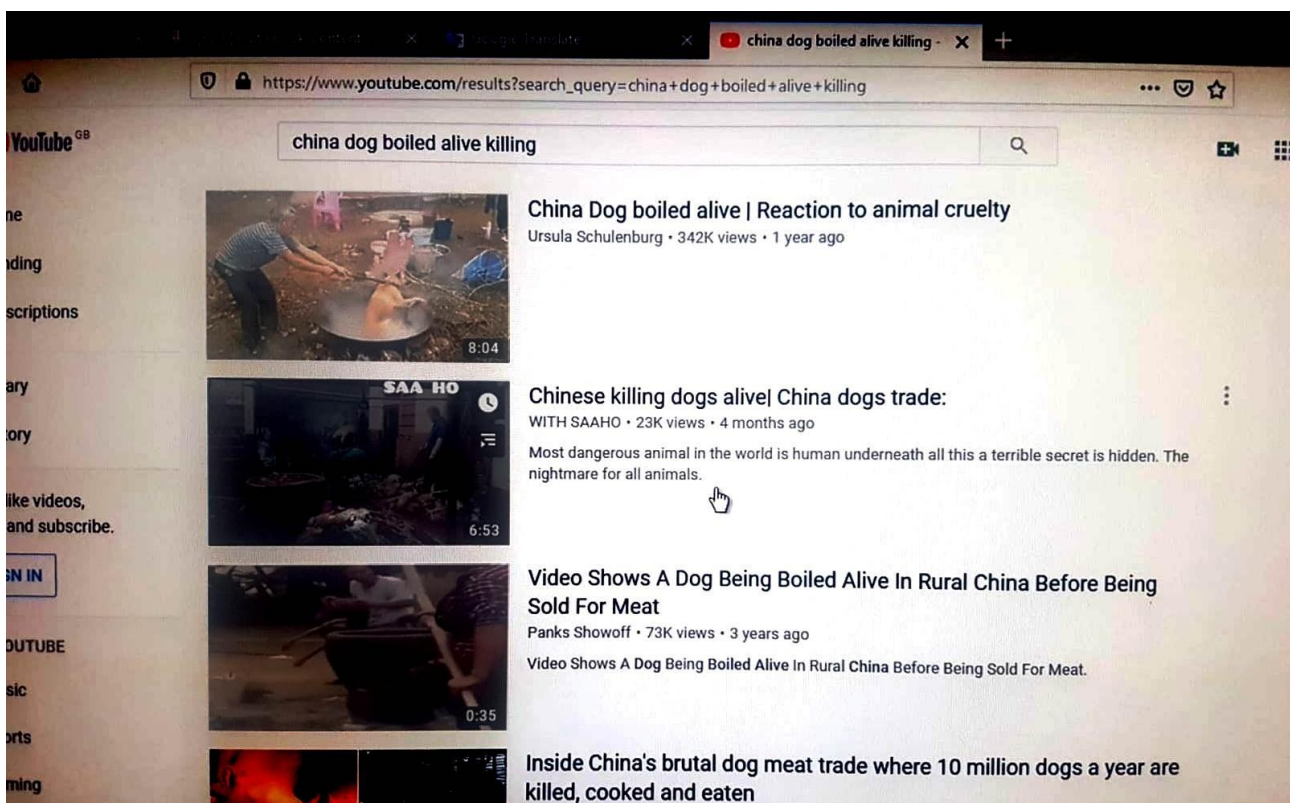 Google Translate
china dog boiled alive killing -
https://www.youtube.com/results?search_query=china+dog+boiled+alive+killing
YouTube GB
china dog boiled alive killing
China Dog boiled alive | Reaction to animal cruelty
Ursula Schulenburg • 342K views • 1 year ago
8:04
scriptions
SAA HO
Chinese killing dogs alive| China dogs trade:
WITH SAAHO • 23K views • 4 months ago
Most dangerous animal in the world is human underneath all this a terrible secret is hidden. The
nightmare for all animals.
6:53
like videos,
and subscribe.
GN IN
Video Shows A Dog Being Boiled Alive In Rural China Before Being
Sold For Meat
Panks Showoff • 73K views • 3 years ago
Video Shows A Dog Being Boiled Alive In Rural China Before Being Sold For Meat.
0:35
OUTUBE
sic
orts
ming
Inside China's brutal dog meat trade where 10 million dogs a year are
killed, cooked and eaten